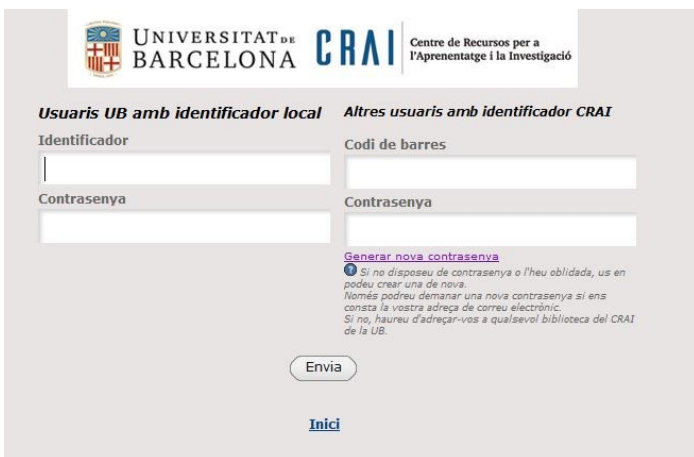 UNIVERSITAT DE
BARCELONA
CRAI
Centre de Recursos per a
l'Aprenentatge i la Investigació
Usuaris UB amb identificador local
Identificador
Contrasenya
Altres usuaris amb identificador CRAI
Codi de barres
Contrasenya
Generar nova contrasenya
Si no disposeu de contrasenya o l'heu oblidada, us en
podeu crear una de nova.
Només podreu demanar una nova contrasenya si ens
consta la vostra adreça de correu electrònic.
Si no, haureu d'adreçar-vos a qualsevol biblioteca del CRAI
de la UB.
Envia
Inici